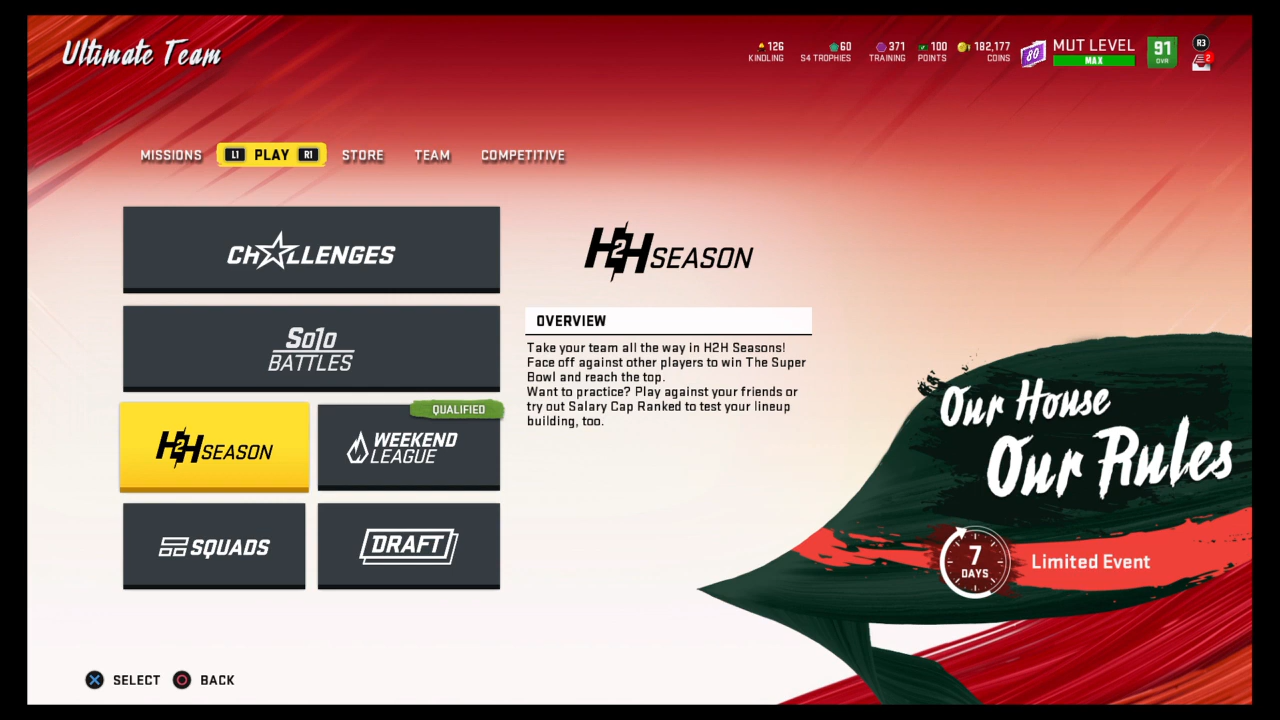 Ultimate Team
126
KINDLING
60
S4 TROPHIES
371
TRAINING
100
POINTS
182,177
COINS
80
MUT LEVEL
MAX
91
OVR
R3
2
MISSIONS
L1 PLAY R1
STORE
TEAM
COMPETITIVE
CHALLENGES
Solo
BATTLES
H2H SEASON
QUALIFIED
WEEKEND
LEAGUE
SQUADS
DRAFT
H2H SEASON
OVERVIEW
Take your team all the way in H2H Seasons!
Face off against other players to win The Super
Bowl and reach the top.
Want to practice? Play against your friends or
try out Salary Cap Ranked to test your lineup
building, too.
Our House
Our Rules
7
DAYS
Limited Event
SELECT
BACK